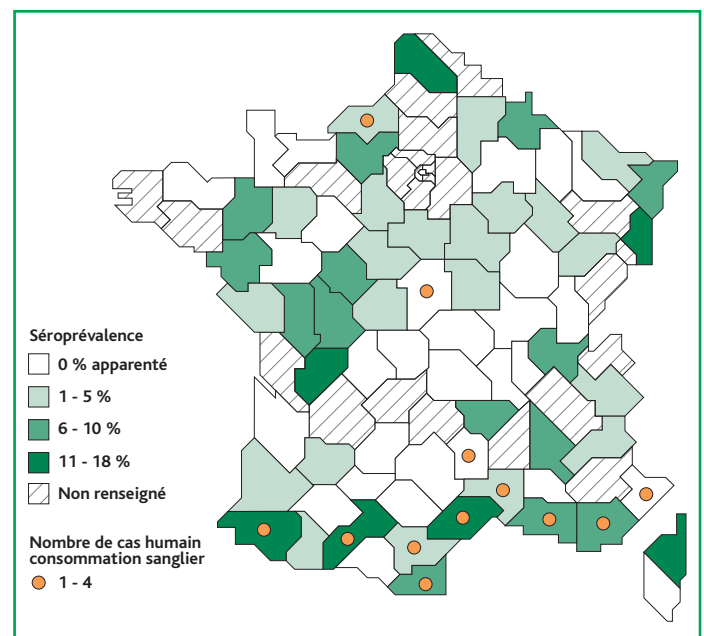 Séroprévalence
0 % apparenté
1 - 5 %
6 - 10 %
11 - 18 %
Non renseigné
Nombre de cas humain
consommation sanglier
1 - 4